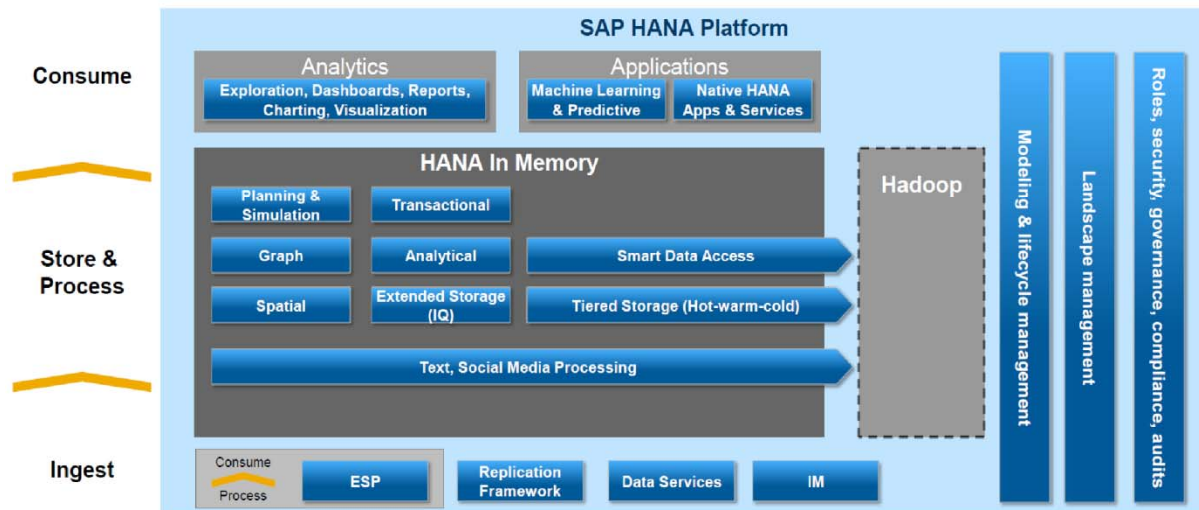 SAP HANA Platform
Consume
Analytics
Exploration, Dashboards, Reports,
Charting, Visualization
Applications
Machine Learning
& Predictive
Native HANA
Apps & Services
Store &
Process
HANA In Memory
Planning &
Simulation
Transactional
Graph
Analytical
Smart Data Access
Spatial
Extended Storage
(IQ)
Tiered Storage (Hot-warm-cold)
Text, Social Media Processing
Hadoop
Ingest
Consume
Process
ESP
Replication
Framework
Data Services
IM
Modeling & lifecycle management
Landscape management
Roles, security, governance, compliance, audits